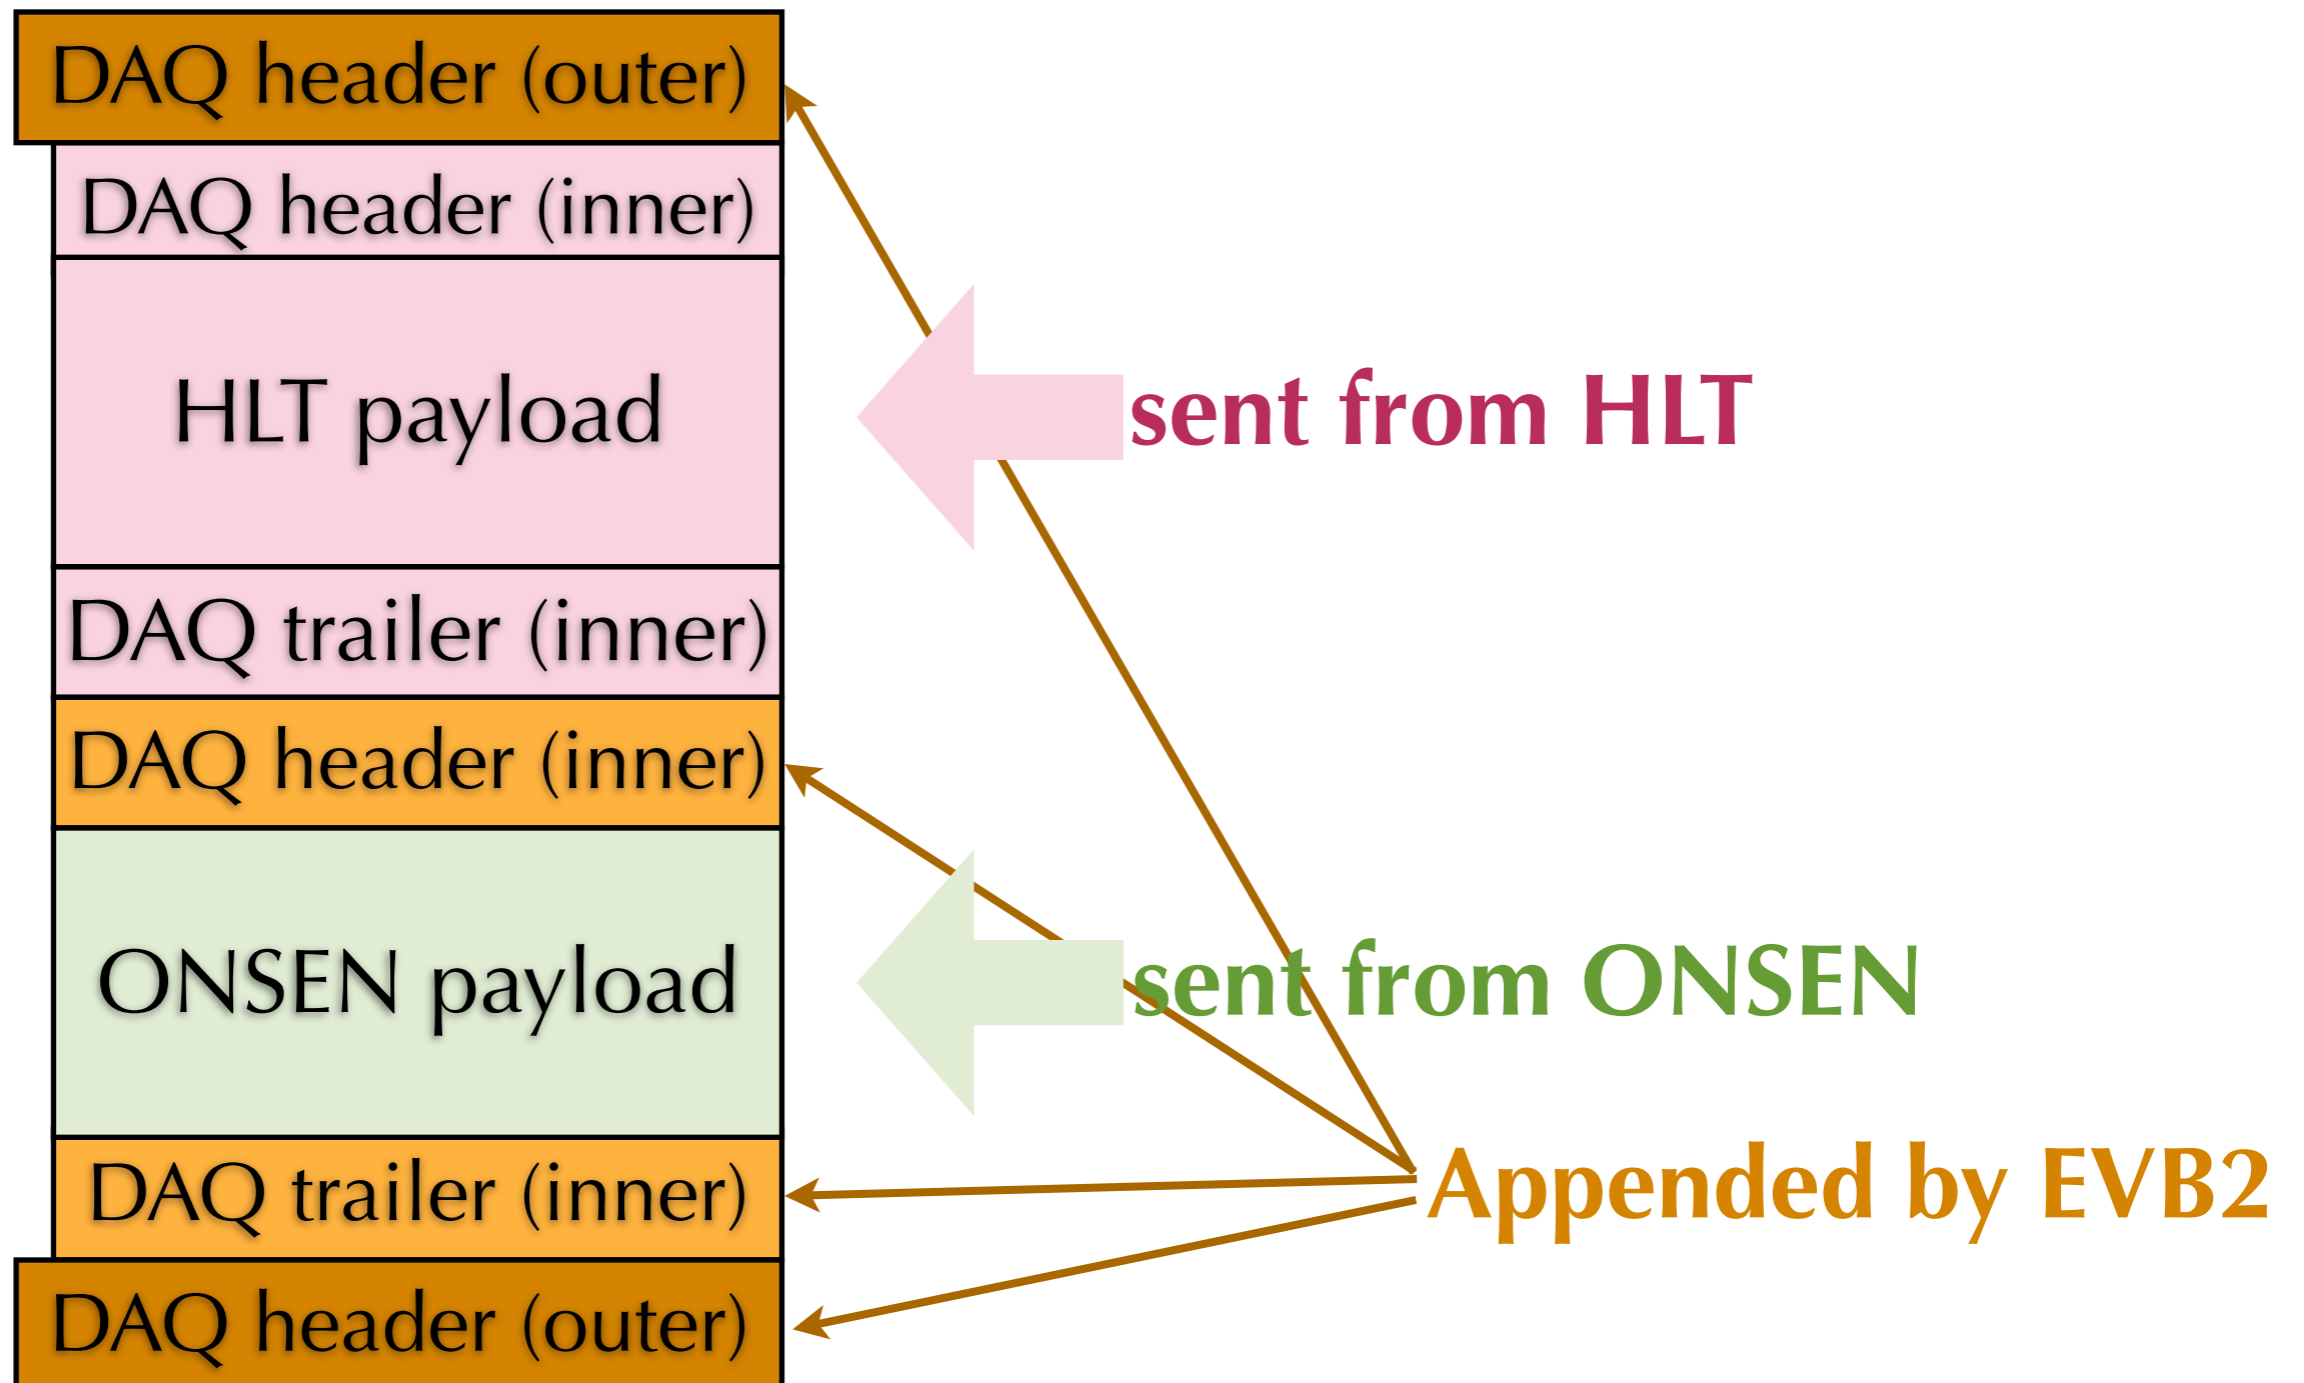 DAQ header (outer)
DAQ header (inner)
HLT payload
sent from HLT
DAQ trailer (inner)
DAQ header (inner)
ONSEN payload
sent from ONSEN
DAQ trailer (inner)
Appended by EVB2
DAQ header (outer)